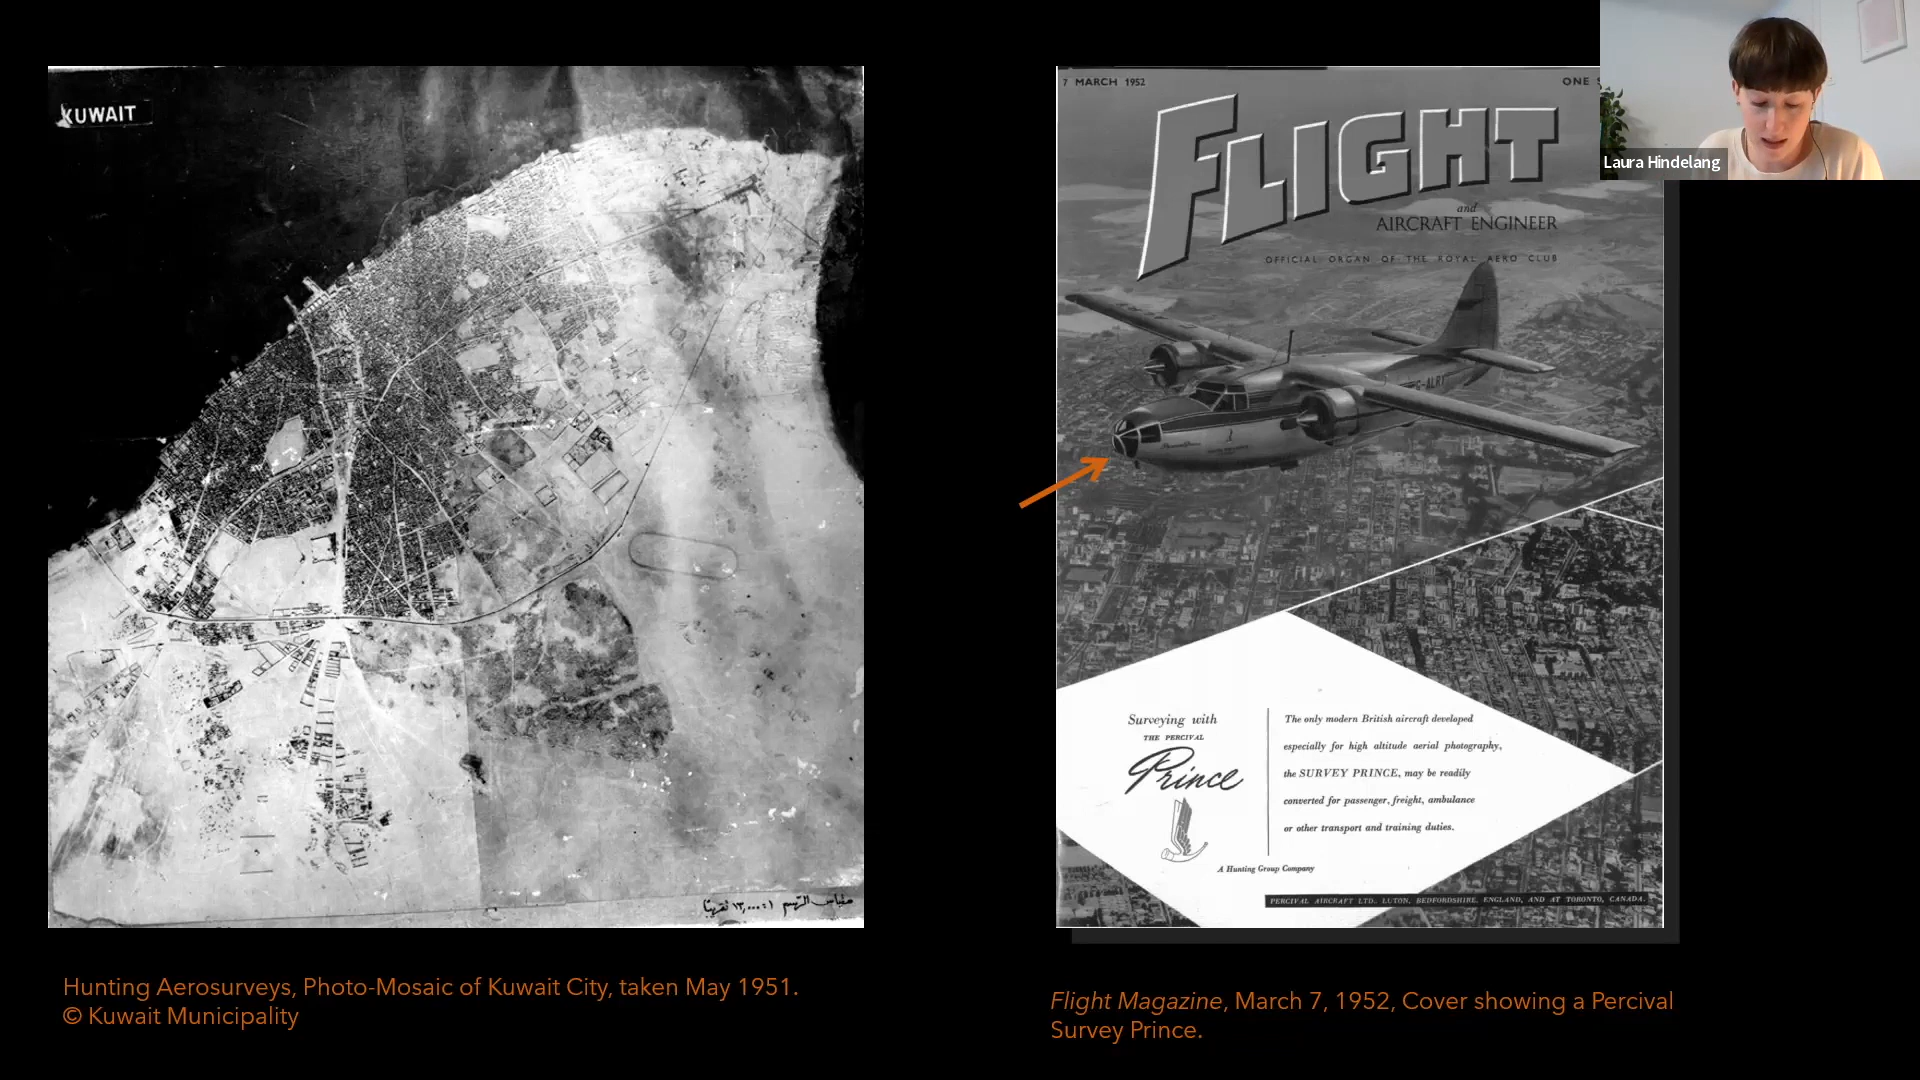 KUWAIT
مقياس الرسم ١:١٣,٠٠٠ تقريبًا
7 MARCH 1952
ONE
FLIGHT
and
AIRCRAFT ENGINEER
OFFICIAL ORGAN OF THE ROYAL AERO CLUB
Surveying with
THE PERCIVAL
Prince
The only modern British aircraft developed
especially for high altitude aerial photography,
the SURVEY PRINCE, may be readily
converted for passenger, freight, ambulance
or other transport and training duties.
A Hunting Group Company
PERCIVAL AIRCRAFT LTD., LUTON, BEDFORDSHIRE, ENGLAND, AND AT TORONTO, CANADA.
Laura Hindelang
Hunting Aerosurveys, Photo-Mosaic of Kuwait City, taken May 1951.
© Kuwait Municipality
Flight Magazine, March 7, 1952, Cover showing a Percival
Survey Prince.